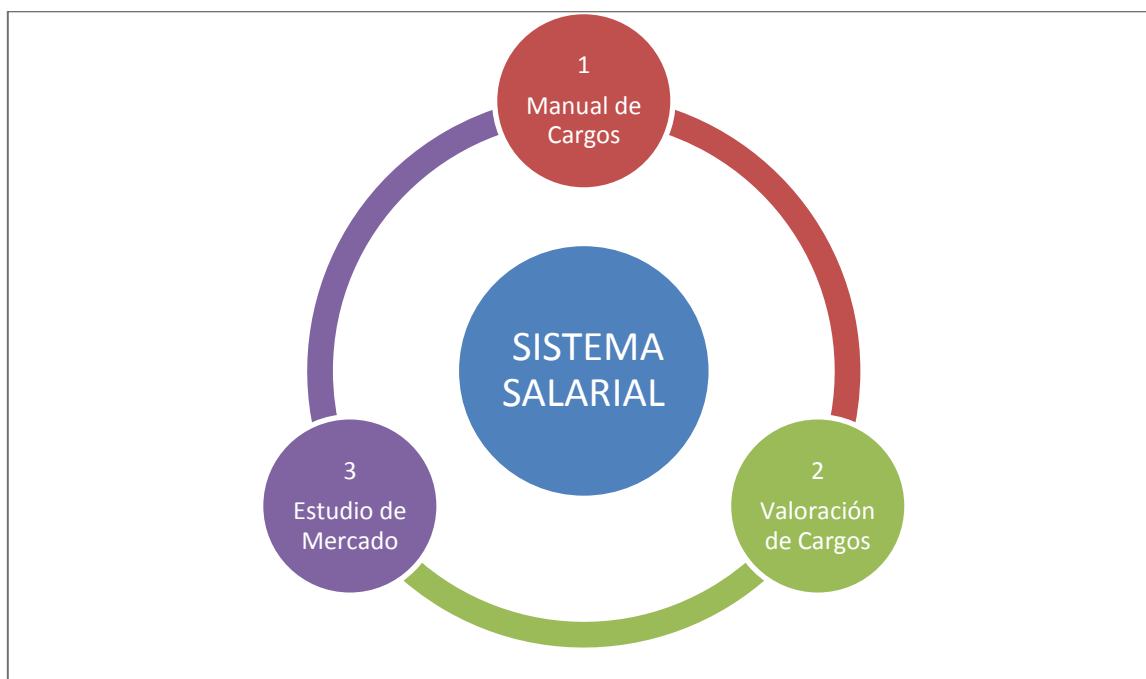 1
Manual de
Cargos
SISTEMA
SALARIAL
3
Estudio de
Mercado
2
Valoración
de Cargos